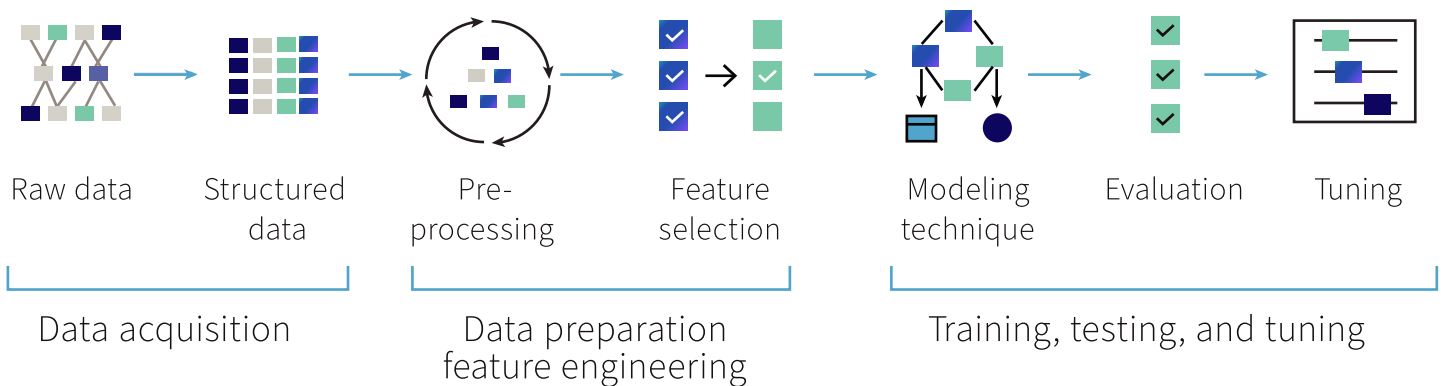 Raw data
Structured
data
Pre-
processing
Feature
selection
Modeling
technique
Evaluation
Tuning
Data acquisition
Data preparation
feature engineering
Training, testing, and tuning